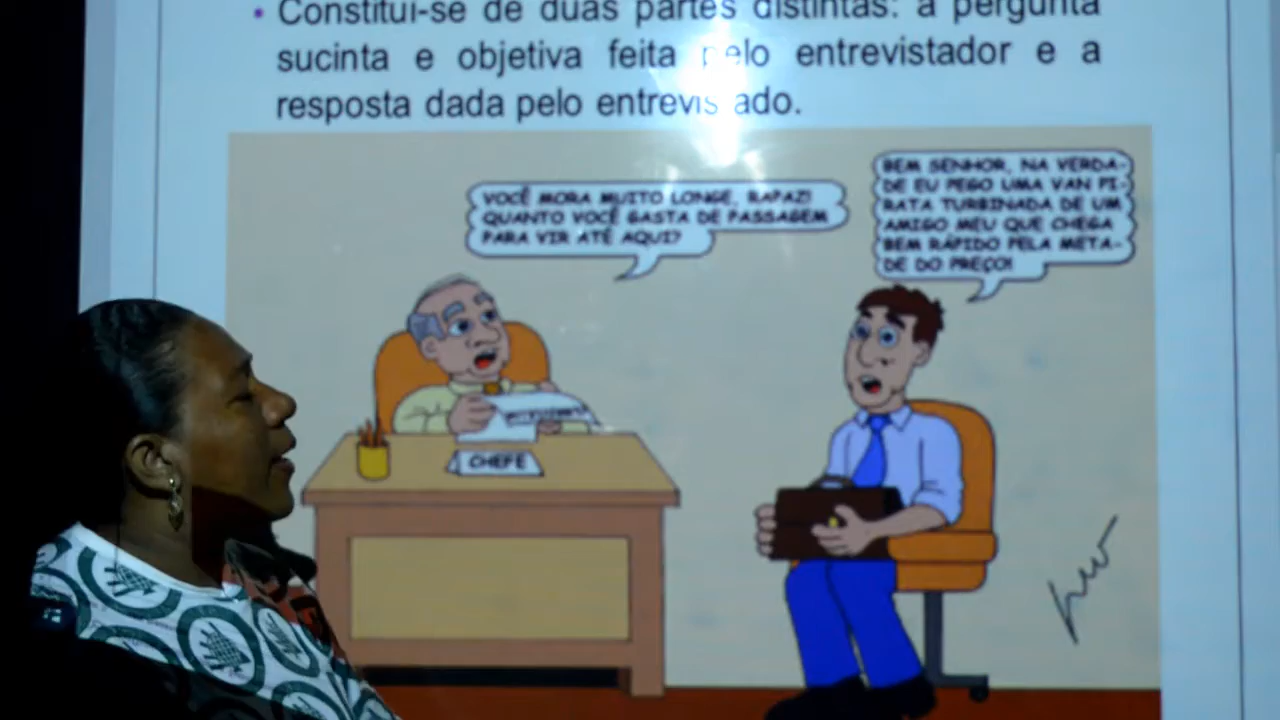 • Constitui-se de duas partes distintas: a pergunta
sucinta e objetiva feita pelo entrevistador e a
resposta dada pelo entrevistado.
VOCÊ MORA MUITO LONGE, RAPAZ!
QUANTO VOCÊ GASTA DE PASSAGEM
PARA VIR ATÉ AQUI?
BEM SENHOR, NA VERDA-
DE EU PEGO UMA VAN PI-
RATA TURBINADA DE UM
AMIGO MEU QUE CHEGA
BEM RÁPIDO PELA META-
DE DO PREÇO!
CHEFE